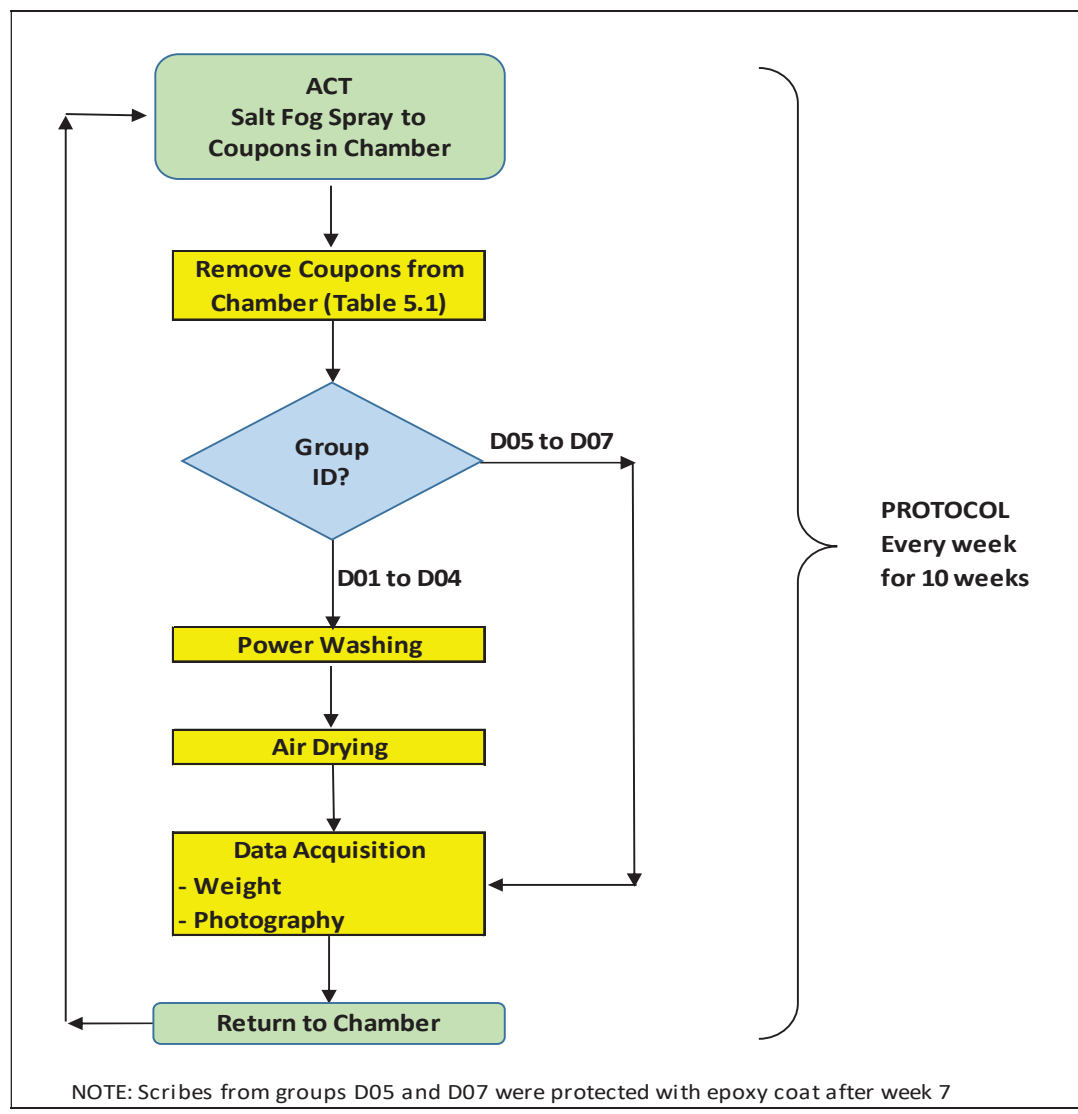 ACT
Salt Fog Spray to
Coupons in Chamber
Remove Coupons from
Chamber (Table 5.1)
Group
ID?
D05 to D07
D01 to D04
Power Washing
Air Drying
Data Acquisition
- Weight
- Photography
Return to Chamber
PROTOCOL
Every week
for 10 weeks
NOTE: Scribes from groups D05 and D07 were protected with epoxy coat after week 7